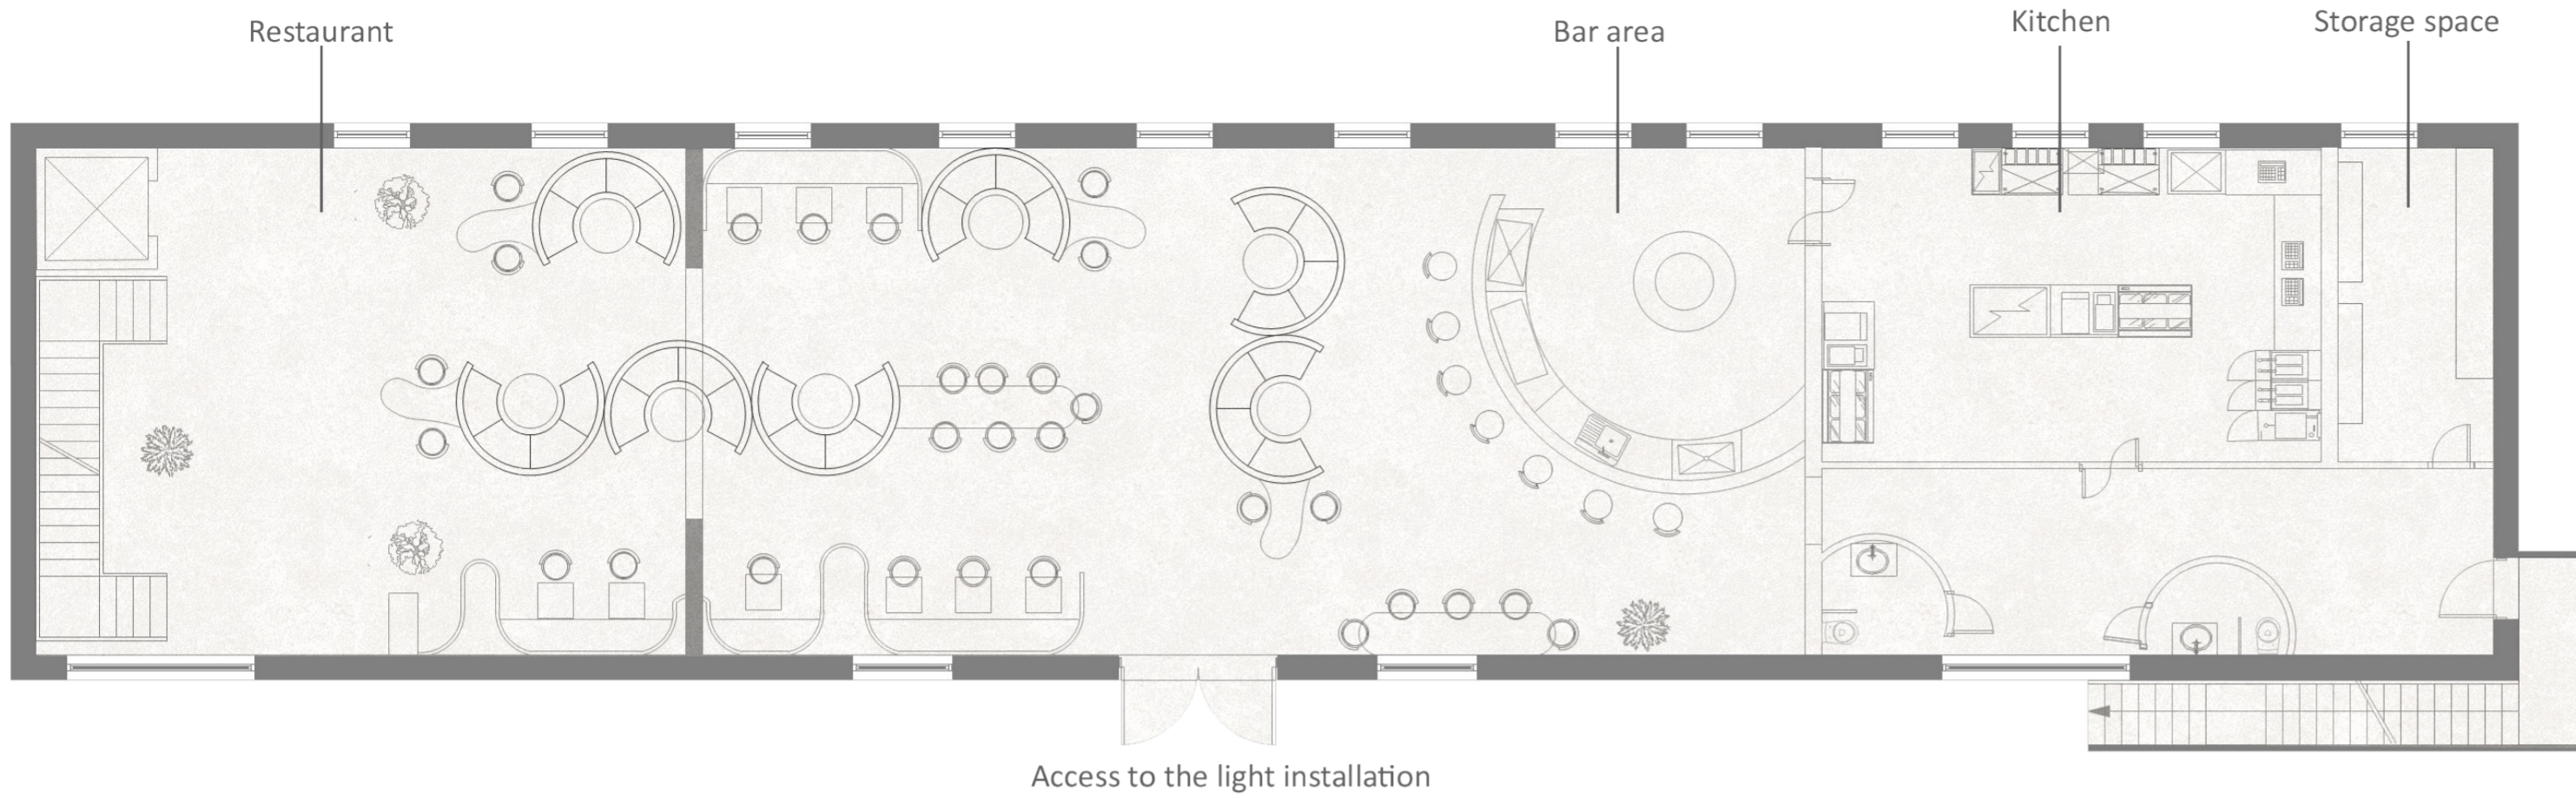 Restaurant
Bar area
Kitchen
Storage space
Access to the light installation